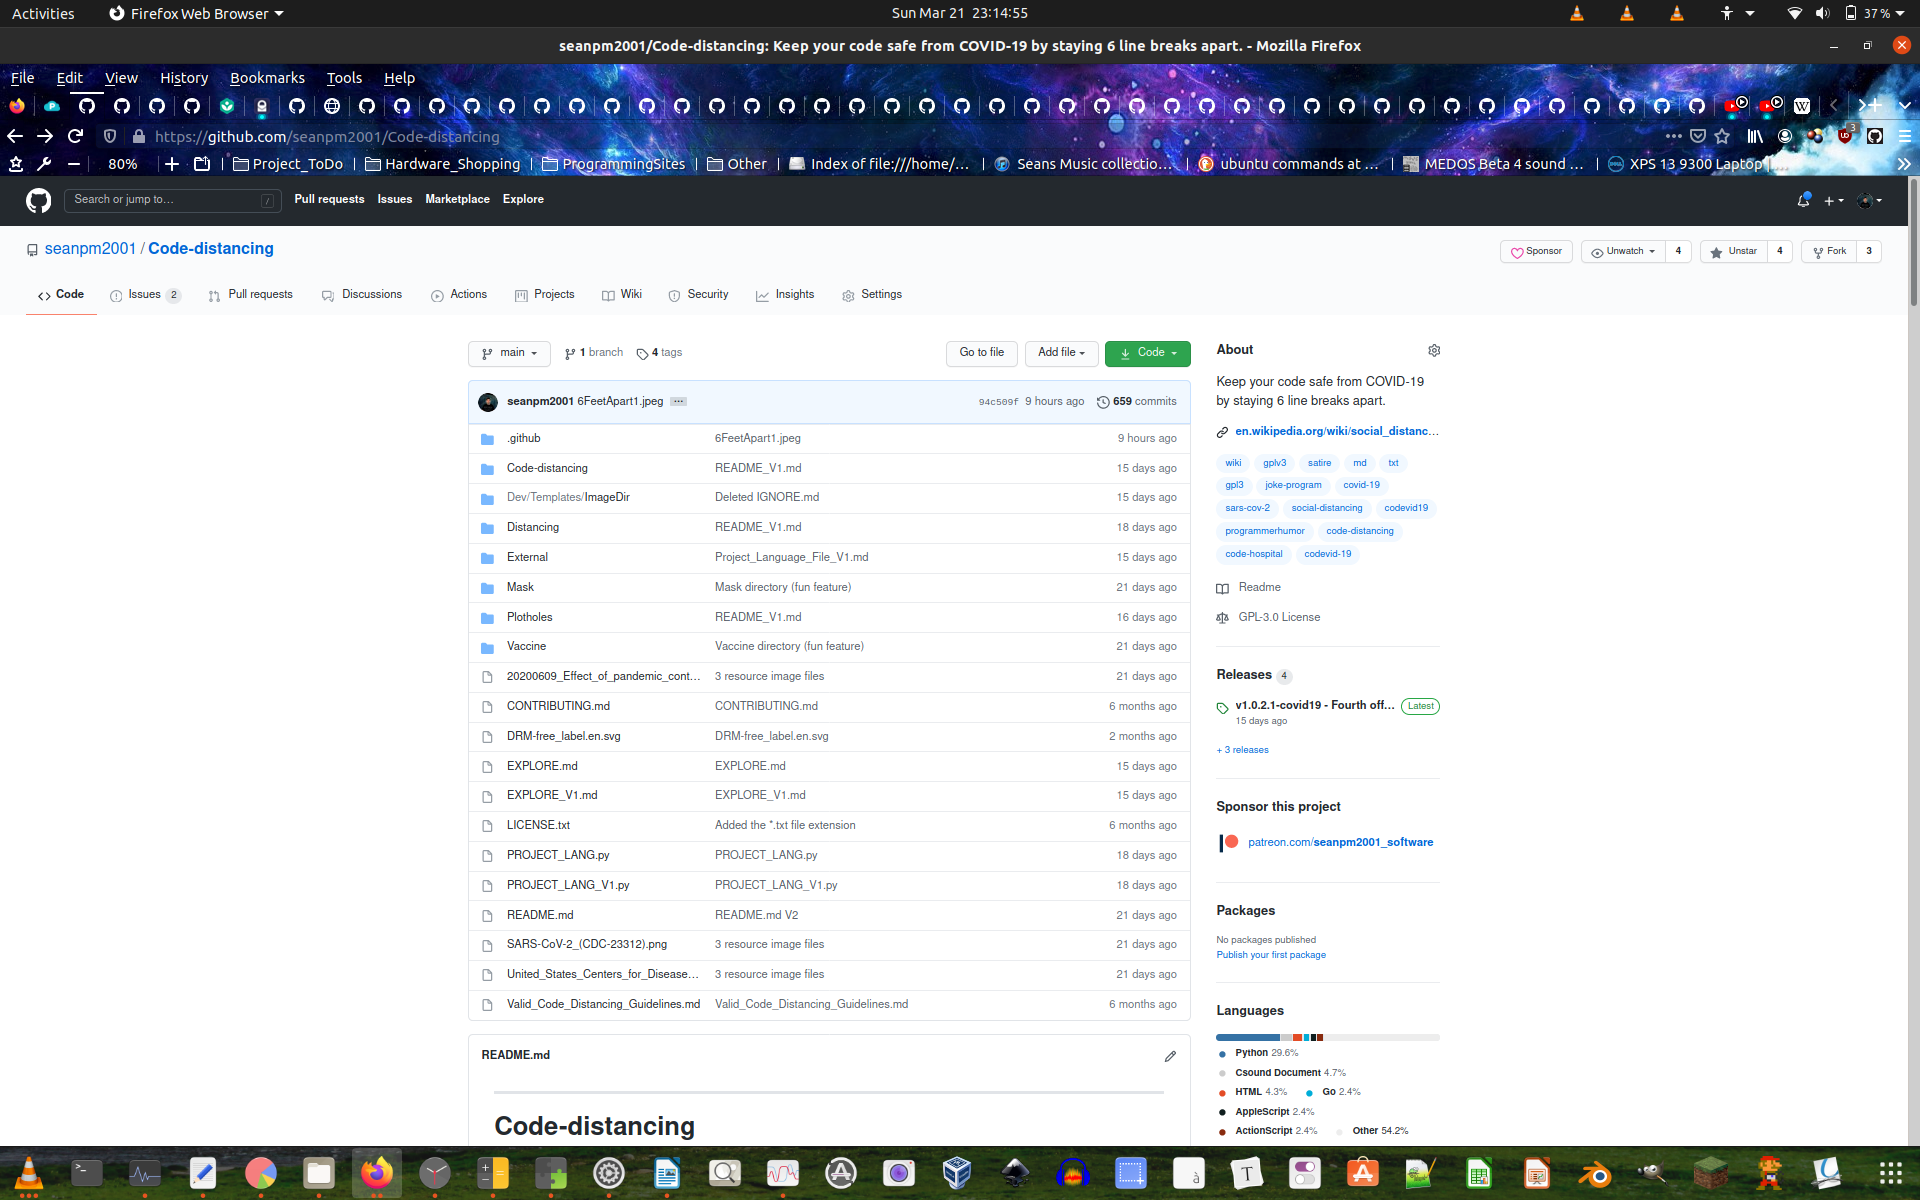 Activities Firefox Web Browser Sun Mar 21 23:14:55 37 %
seanpm2001/Code-distancing: Keep your code safe from COVID-19 by staying 6 line breaks apart. - Mozilla Firefox
File Edit View History Bookmarks Tools Help
https://github.com/seanpm2001/Code-distancing
80% Project_ToDo Hardware_Shopping ProgrammingSites Other Index of file:///home/... Seans Music collectio... ubuntu commands at ... MEDOS Beta 4 sound ... XPS 13 9300 Laptop
Search or jump to... / Pull requests Issues Marketplace Explore
seanpm2001 / Code-distancing Sponsor Unwatch 4 Unstar 4 Fork 3
Code Issues 2 Pull requests Discussions Actions Projects Wiki Security Insights Settings
main 1 branch 4 tags Go to file Add file Code
seanpm2001 6FeetApart1.jpeg ... 94c509f 9 hours ago 659 commits
.github 6FeetApart1.jpeg 9 hours ago
Code-distancing README_V1.md 15 days ago
Dev/Templates/ImageDir Deleted IGNORE.md 15 days ago
Distancing README_V1.md 18 days ago
External Project_Language_File_V1.md 15 days ago
Mask Mask directory (fun feature) 21 days ago
Plotholes README_V1.md 16 days ago
Vaccine Vaccine directory (fun feature) 21 days ago
20200609_Effect_of_pandemic_cont... 3 resource image files 21 days ago
CONTRIBUTING.md CONTRIBUTING.md 6 months ago
DRM-free_label.en.svg DRM-free_label.en.svg 2 months ago
EXPLORE.md EXPLORE.md 15 days ago
EXPLORE_V1.md EXPLORE_V1.md 15 days ago
LICENSE.txt Added the *.txt file extension 6 months ago
PROJECT_LANG.py PROJECT_LANG.py 18 days ago
PROJECT_LANG_V1.py PROJECT_LANG_V1.py 18 days ago
README.md README.md V2 21 days ago
SARS-CoV-2_(CDC-23312).png 3 resource image files 21 days ago
United_States_Centers_for_Disease... 3 resource image files 21 days ago
Valid_Code_Distancing_Guidelines.md Valid_Code_Distancing_Guidelines.md 6 months ago
README.md
Code-distancing
About
Keep your code safe from COVID-19
by staying 6 line breaks apart.
en.wikipedia.org/wiki/social_distanc...
wiki gplv3 satire md txt
gpl3 joke-program covid-19
sars-cov-2 social-distancing codevid19
programmerhumor code-distancing
code-hospital codevid-19
Readme
GPL-3.0 License
Releases 4
v1.0.2.1-covid19 - Fourth off... Latest
15 days ago
+ 3 releases
Sponsor this project
patreon.com/seanpm2001_software
Packages
No packages published
Publish your first package
Languages
Python 29.6%
Csound Document 4.7%
HTML 4.3% Go 2.4%
AppleScript 2.4%
ActionScript 2.4% Other 54.2%